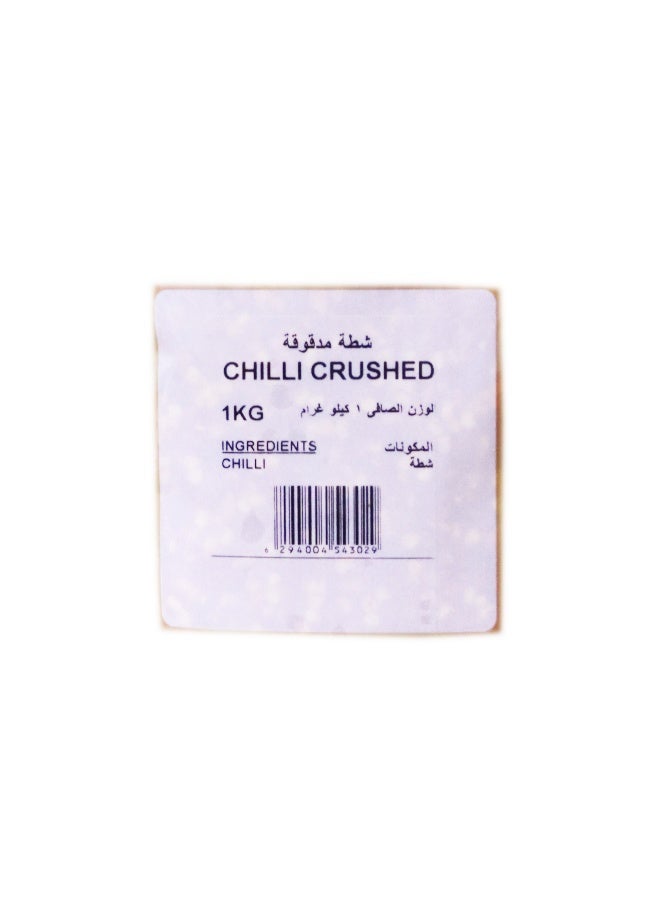 شطة مدقوقة
CHILLI CRUSHED
1KG لوزن الصافى ١ كيلو غرام
INGREDIENTS المكونات
CHILLI شطة
6 294004 543029